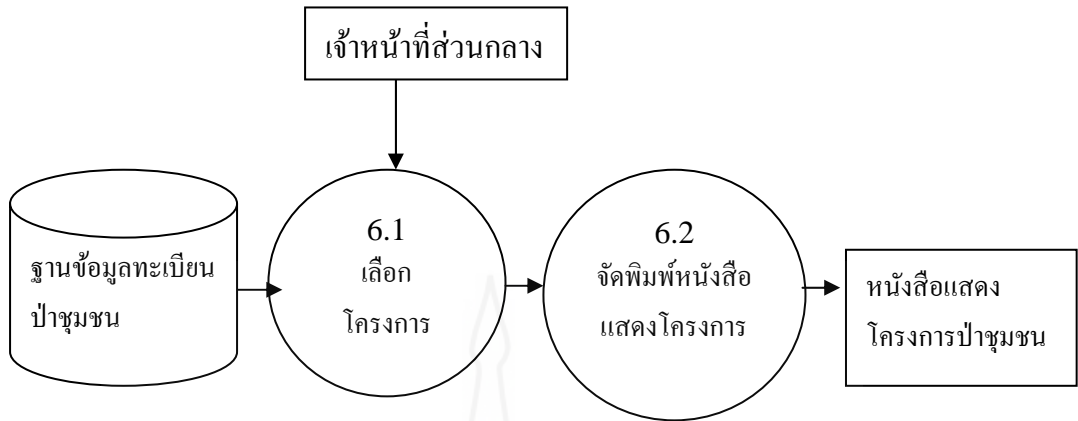 เจ้าหน้าที่ส่วนกลาง
ฐานข้อมูลทะเบียน
ป่าชุมชน
6.1
เลือก
โครงการ
6.2
จัดพิมพ์หนังสือ
แสดงโครงการ
หนังสือแสดง
โครงการป่าชุมชน